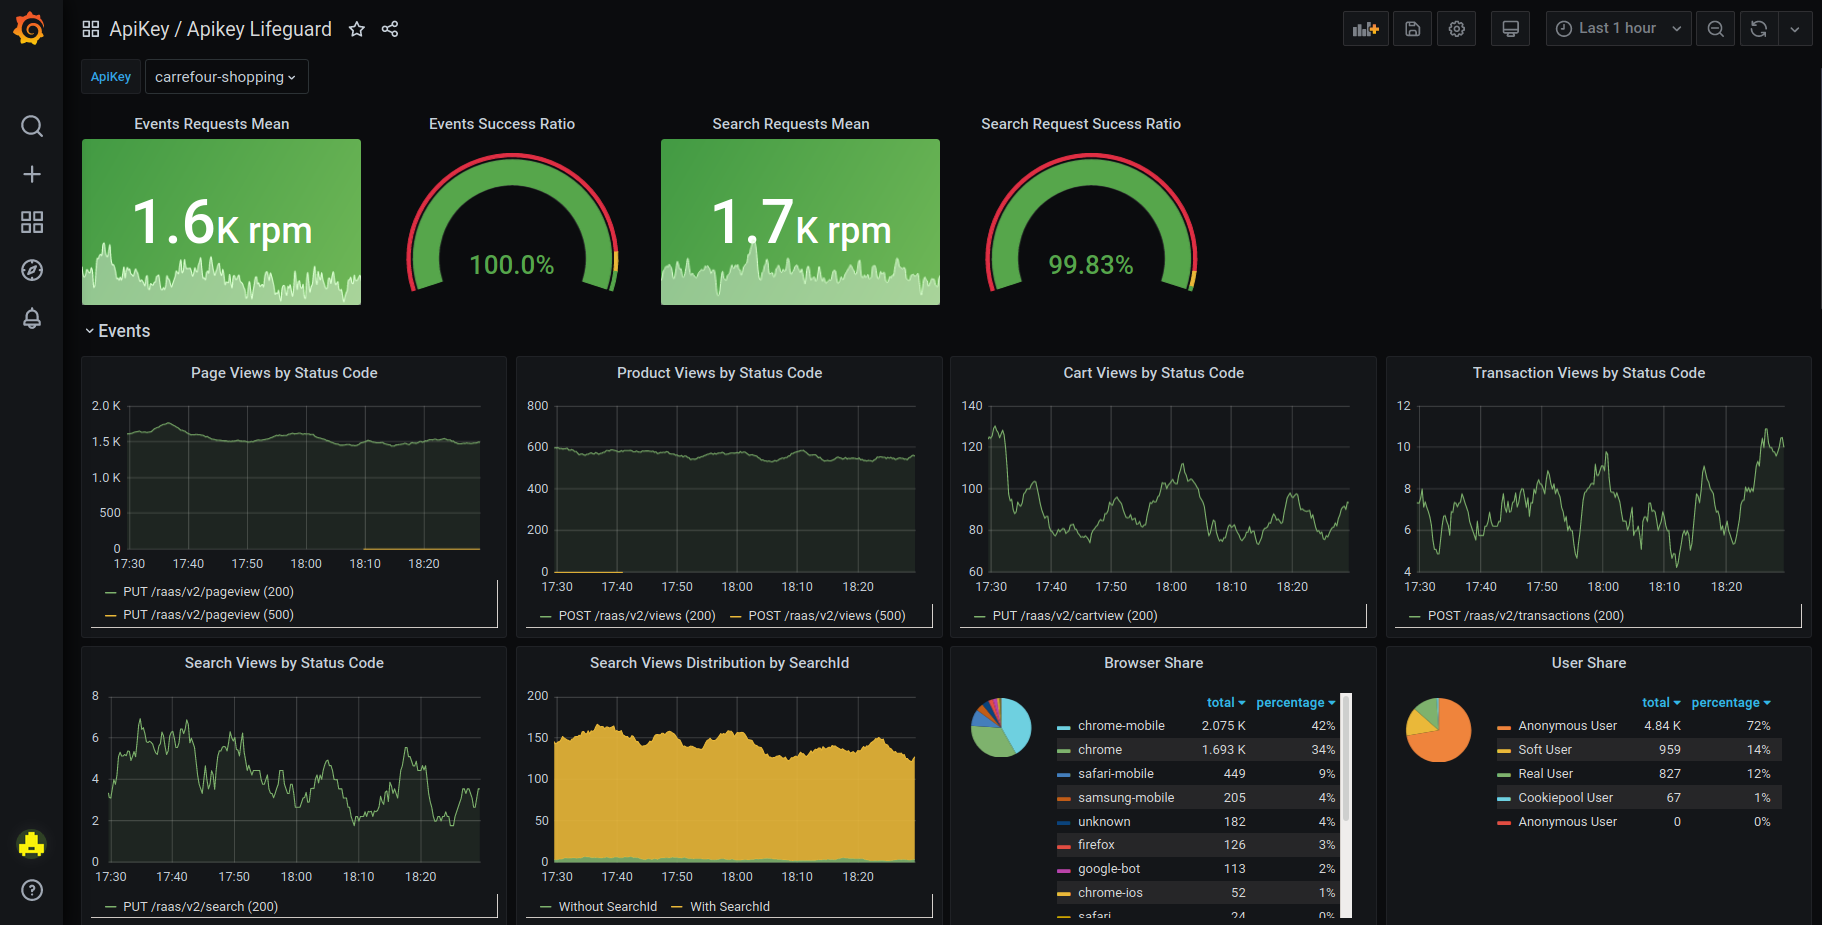 ApiKey / Apikey Lifeguard
Last 1 hour
ApiKey carrefour-shopping
Events Requests Mean
1.6K rpm
Events Success Ratio
100.0%
Search Requests Mean
1.7K rpm
Search Request Sucess Ratio
99.83%
Events
Page Views by Status Code
2.0 K
1.5 K
1.0 K
500
0
17:30 17:40 17:50 18:00 18:10 18:20
PUT /raas/v2/pageview (200)
PUT /raas/v2/pageview (500)
Product Views by Status Code
800
600
400
200
0
17:30 17:40 17:50 18:00 18:10 18:20
POST /raas/v2/views (200) POST /raas/v2/views (500)
Cart Views by Status Code
140
120
100
80
60
17:30 17:40 17:50 18:00 18:10 18:20
PUT /raas/v2/cartview (200)
Transaction Views by Status Code
12
10
8
6
4
17:30 17:40 17:50 18:00 18:10 18:20
POST /raas/v2/transactions (200)
Search Views by Status Code
8
6
4
2
0
17:30 17:40 17:50 18:00 18:10 18:20
PUT /raas/v2/search (200)
Search Views Distribution by SearchId
200
150
100
50
0
17:30 17:40 17:50 18:00 18:10 18:20
Without SearchId With SearchId
Browser Share
total percentage
chrome-mobile 2.075 K 42%
chrome 1.693 K 34%
safari-mobile 449 9%
samsung-mobile 205 4%
unknown 182 4%
firefox 126 3%
google-bot 113 2%
chrome-ios 52 1%
safari 24 0%
User Share
total percentage
Anonymous User 4.84 K 72%
Soft User 959 14%
Real User 827 12%
Cookiepool User 67 1%
Anonymous User 0 0%